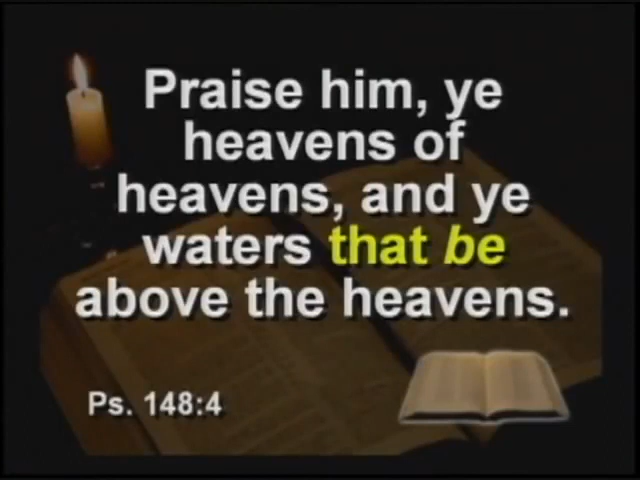 Praise him, ye
heavens of
heavens, and ye
waters that be
above the heavens.
Ps. 148:4